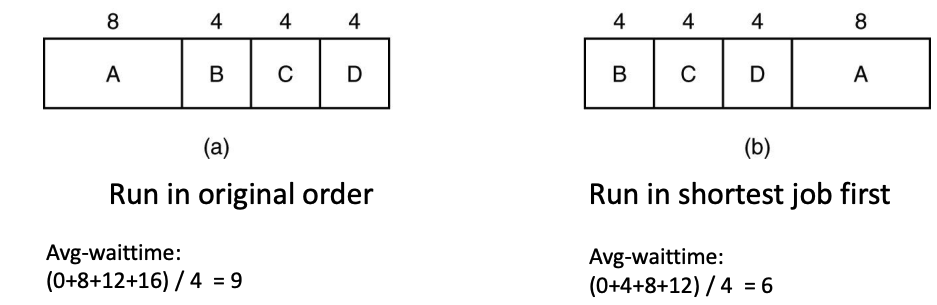 8 4 4 4
A B C D
(a)
Run in original order
Avg-waittime:
(0+8+12+16) / 4 = 9
4 4 4 8
B C D A
(b)
Run in shortest job first
Avg-waittime:
(0+4+8+12) / 4 = 6